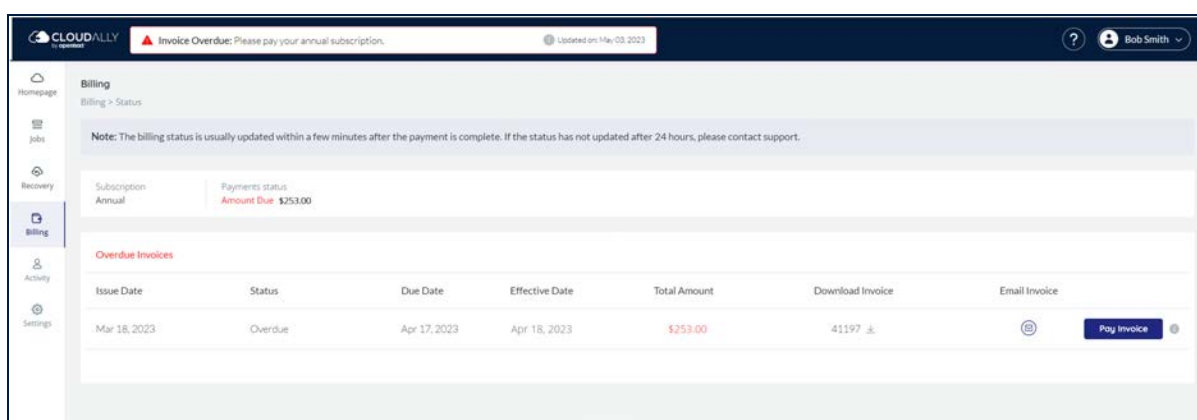 CLOUDALLY
by opentext
Invoice Overdue: Please pay your annual subscription.
Updated on: May 03, 2023
?
Bob Smith
Homepage
Jobs
Recovery
Billing
Activity
Settings
Billing
Billing > Status
Note: The billing status is usually updated within a few minutes after the payment is complete. If the status has not updated after 24 hours, please contact support.
Subscription Payments status
Annual Amount Due $253.00
Overdue Invoices
Issue Date Status Due Date Effective Date Total Amount Download Invoice Email Invoice
Mar 18, 2023 Overdue Apr 17, 2023 Apr 18, 2023 $253.00 41197 Pay Invoice